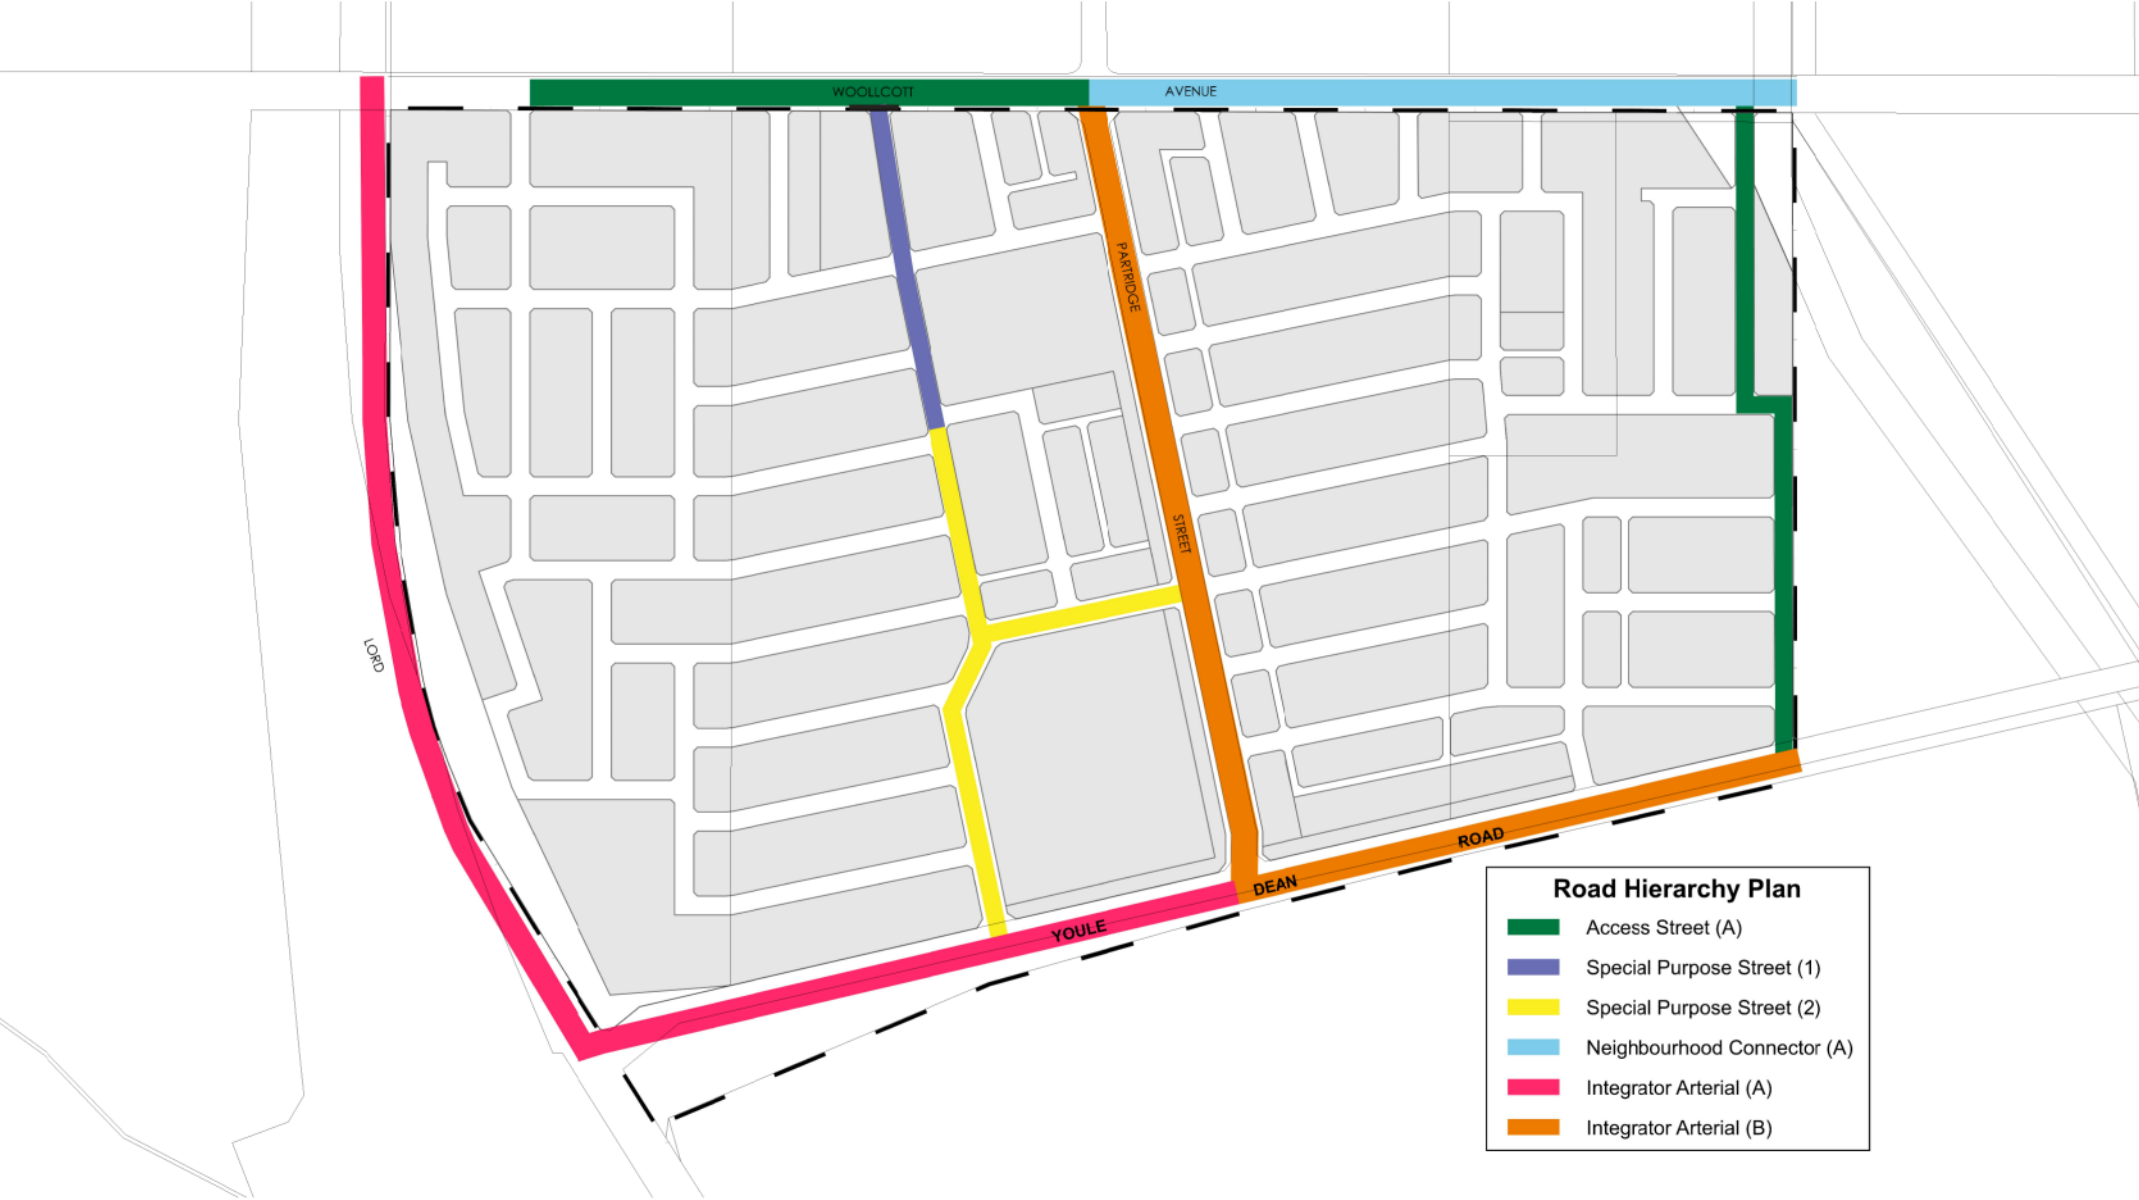 WOOLLCOTT
AVENUE
PARTRIDGE
STREET
LORD
ROAD
DEAN
YOULE
Road Hierarchy Plan
Access Street (A)
Special Purpose Street (1)
Special Purpose Street (2)
Neighbourhood Connector (A)
Integrator Arterial (A)
Integrator Arterial (B)